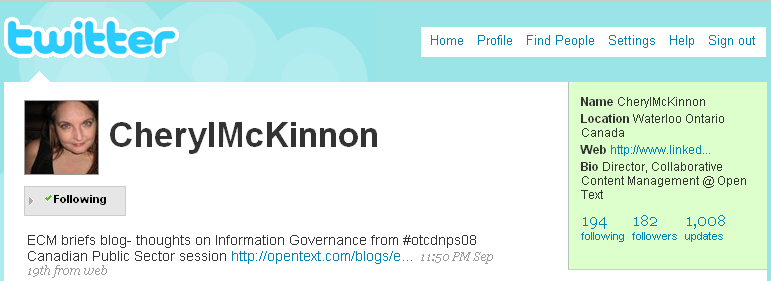 twitter
Home Profile Find People Settings Help Sign out
CherylMcKinnon
Following
ECM briefs blog- thoughts on Information Governance from #otcdnps08
Canadian Public Sector session http://opentext.com/blogs/e... 11:50 PM Sep
19th from web
Name CherylMcKinnon
Location Waterloo Ontario
Canada
Web http://www.linked...
Bio Director, Collaborative
Content Management @ Open
Text
194 182 1,008
following followers updates